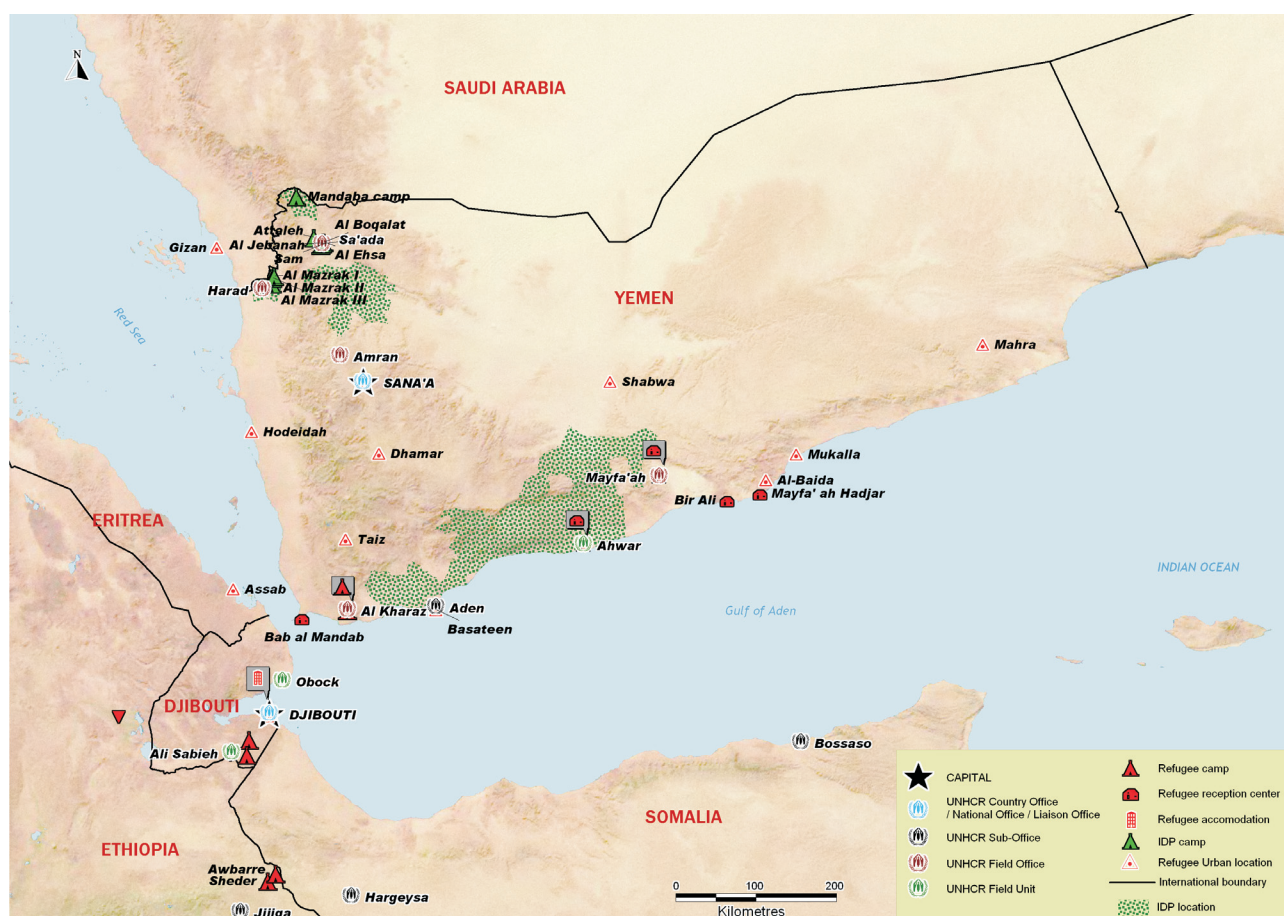 N
SAUDI ARABIA
Mandaba camp
Al Boqalat
Attaleh
Sa'ada
Gizan
Al Jebanah
Al Ehsa
Sam
Al Mazrak I
Harad
Al Mazrak II
Al Mazrak III
YEMEN
Red Sea
Mahra
Amran
SANA'A
Shabwa
Hodeidah
Dhamar
Mukalla
Mayfa'ah
Al-Baida
Mayfa' ah Hadjar
Bir Ali
ERITREA
Taiz
Ahwar
INDIAN OCEAN
Assab
Al Kharaz
Aden
Gulf of Aden
Basateen
Bab al Mandab
Obock
DJIBOUTI
DJIBOUTI
Ali Sabieh
Bossaso
SOMALIA
ETHIOPIA
Awbarre
Sheder
Hargeysa
Jijiga
0 100 200
Kilometres
CAPITAL
UNHCR Country Office
/ National Office / Liaison Office
UNHCR Sub-Office
UNHCR Field Office
UNHCR Field Unit
Refugee camp
Refugee reception center
Refugee accomodation
IDP camp
Refugee Urban location
International boundary
IDP location